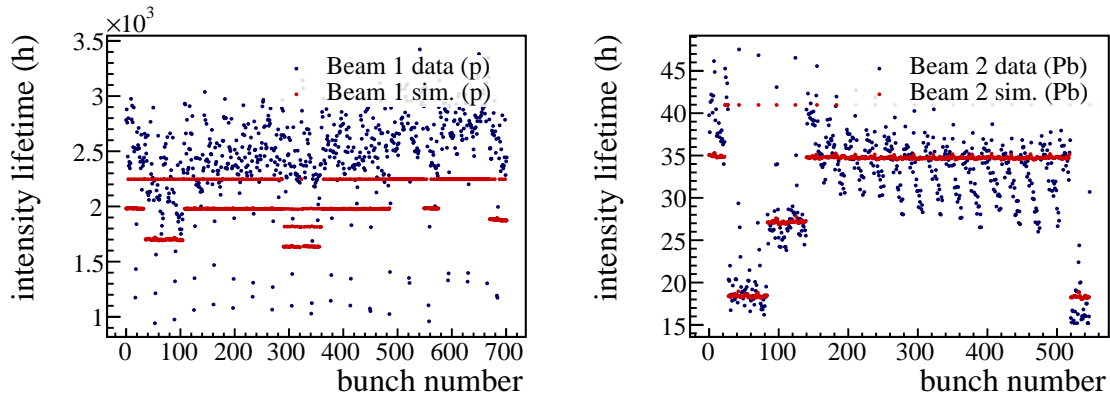 ×10³
3.5
3
2.5
2
1.5
1
0 100 200 300 400 500 600 700
intensity lifetime (h)
bunch number
Beam 1 data (p)
Beam 1 sim. (p)
45
40
35
30
25
20
15
0 100 200 300 400 500
intensity lifetime (h)
bunch number
Beam 2 data (Pb)
Beam 2 sim. (Pb)